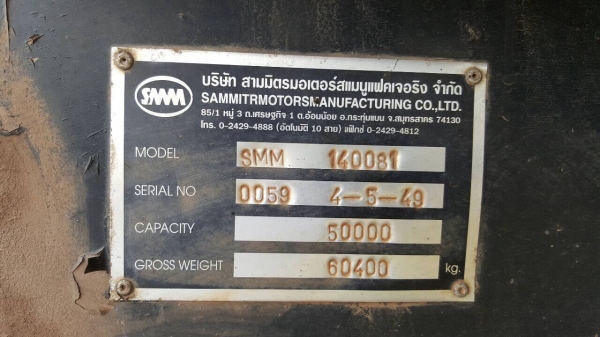 SMM
บริษัท สามมิตรมอเตอร์สแมนูแฟคเจอริง จำกัด
SAMMITRMOTORSMANUFACTURING CO.,LTD.
85/1 หมู่ 3 ถ.เศรษฐกิจ 1 ต.อ้อมน้อย อ.กระทุ่มแบน จ.สมุทรสาคร 74130
โทร. 0-2429-4888 (อัตโนมัติ 10 สาย) แฟ็กซ์ 0-2429-4812
MODEL SMM 140081
SERIAL NO 0059 4-5-49
CAPACITY 50000
GROSS WEIGHT 60400 kg.